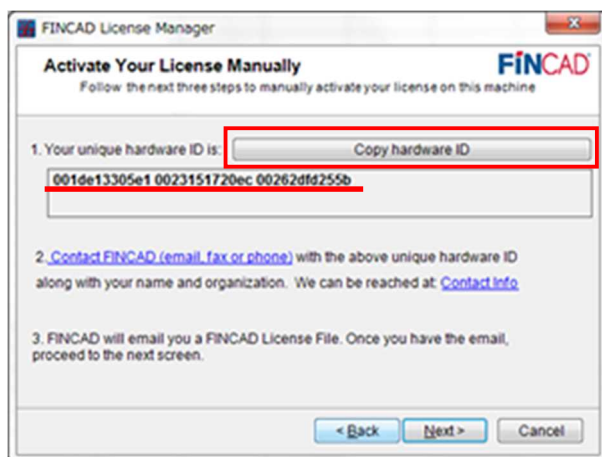 FINCAD License Manager
Activate Your License Manually
FiNCAD
Follow the next three steps to manually activate your license on this machine
1. Your unique hardware ID is:
Copy hardware ID
001de13305e1 0023151720ec 00262dfd255b
2. Contact FINCAD (email, fax or phone) with the above unique hardware ID
along with your name and organization. We can be reached at: Contact Info
3. FINCAD will email you a FINCAD License File. Once you have the email,
proceed to the next screen.
< Back
Next >
Cancel